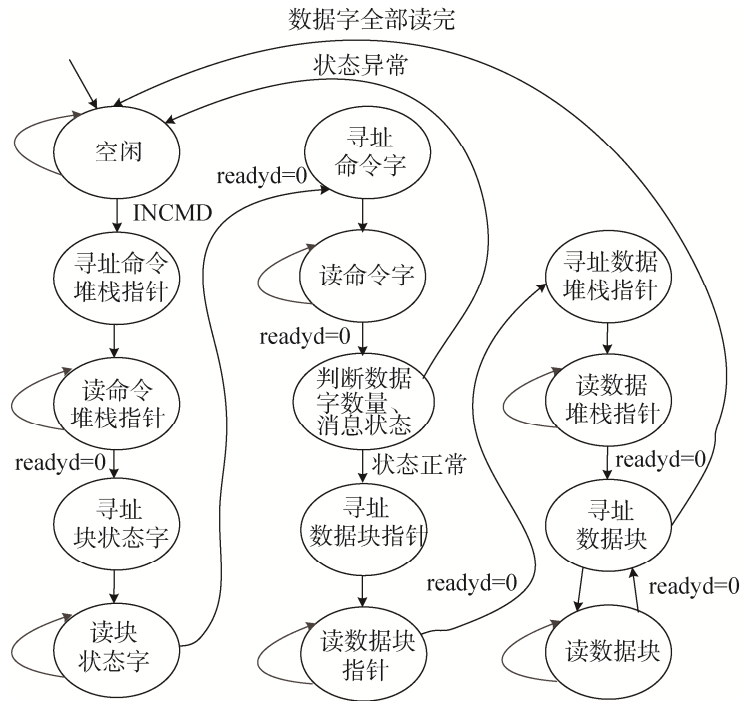 数据字全部读完
状态异常
空闲
INCMD
寻址命令
堆栈指针
读命令
堆栈指针
readyd=0
寻址
块状态字
读块
状态字
readyd=0
寻址
命令字
读命令字
readyd=0
判断数据
字数量、
消息状态
状态正常
寻址
数据块指针
读数据块
指针
readyd=0
寻址数据
堆栈指针
读数据
堆栈指针
readyd=0
寻址
数据块
readyd=0
读数据块